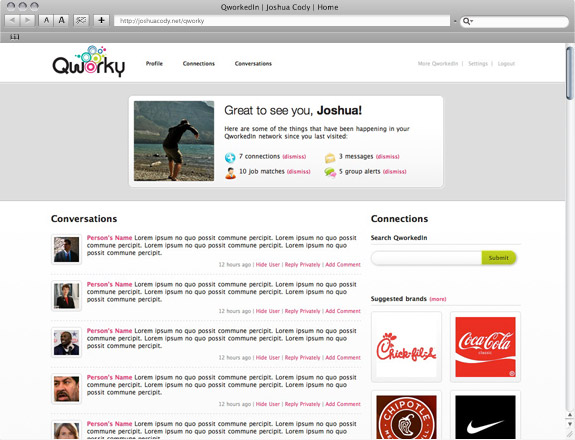 QworkedIn | Joshua Cody | Home
A A +
http://joshuacody.net/qworky
Qworky
Profile Connections Conversations
More QworkedIn | Settings | Logout
Great to see you, Joshua!
Here are some of the things that have been happening in your
QworkedIn network since you last visited:
7 connections (dismiss) 3 messages (dismiss)
10 job matches (dismiss) 5 group alerts (dismiss)
Conversations
Person's Name Lorem ipsum no quo possit commune percipit. Lorem ipsum no quo possit
commune percipit. Lorem ipsum no quo possit commune percipit. Lorem ipsum no quo possit
commune percipit.
12 hours ago | Hide User | Reply Privately | Add Comment
Person's Name Lorem ipsum no quo possit commune percipit. Lorem ipsum no quo possit
commune percipit. Lorem ipsum no quo possit commune percipit. Lorem ipsum no quo possit
commune percipit.
12 hours ago | Hide User | Reply Privately | Add Comment
Person's Name Lorem ipsum no quo possit commune percipit. Lorem ipsum no quo possit
commune percipit. Lorem ipsum no quo possit commune percipit. Lorem ipsum no quo possit
commune percipit.
12 hours ago | Hide User | Reply Privately | Add Comment
Person's Name Lorem ipsum no quo possit commune percipit. Lorem ipsum no quo possit
commune percipit. Lorem ipsum no quo possit commune percipit. Lorem ipsum no quo possit
commune percipit.
12 hours ago | Hide User | Reply Privately | Add Comment
Person's Name Lorem ipsum no quo possit commune percipit. Lorem ipsum no quo possit
commune percipit. Lorem ipsum no quo possit commune percipit. Lorem ipsum no quo possit
Connections
Search QworkedIn
Submit
Suggested brands (more)
Chick-fil-A
Coca-Cola
classic
®
CHIPOTLE